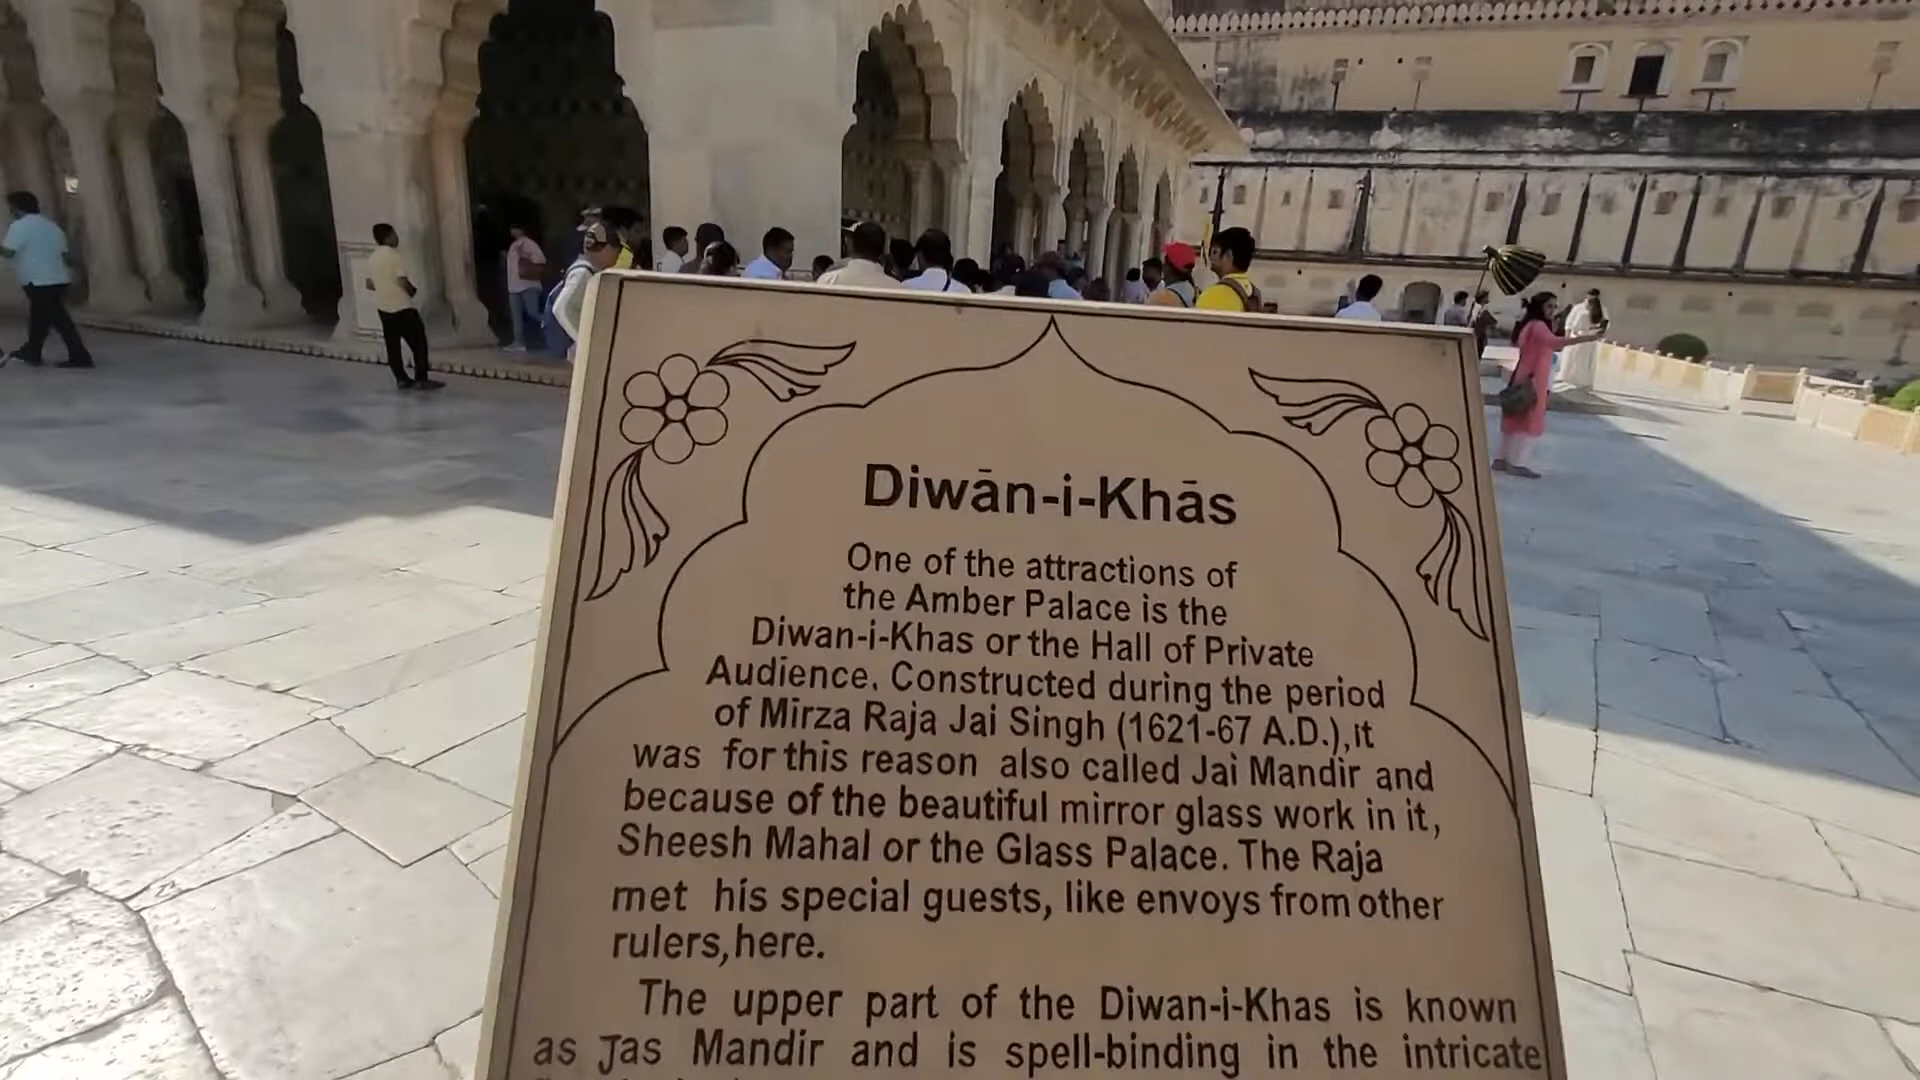 Diwān-i-Khās
One of the attractions of
the Amber Palace is the
Diwan-i-Khas or the Hall of Private
Audience. Constructed during the period
of Mirza Raja Jai Singh (1621-67 A.D.),it
was for this reason also called Jai Mandir and
because of the beautiful mirror glass work in it,
Sheesh Mahal or the Glass Palace. The Raja
met his special guests, like envoys from other
rulers,here.
The upper part of the Diwan-i-Khas is known
as Jas Mandir and is spell-binding in the intricate